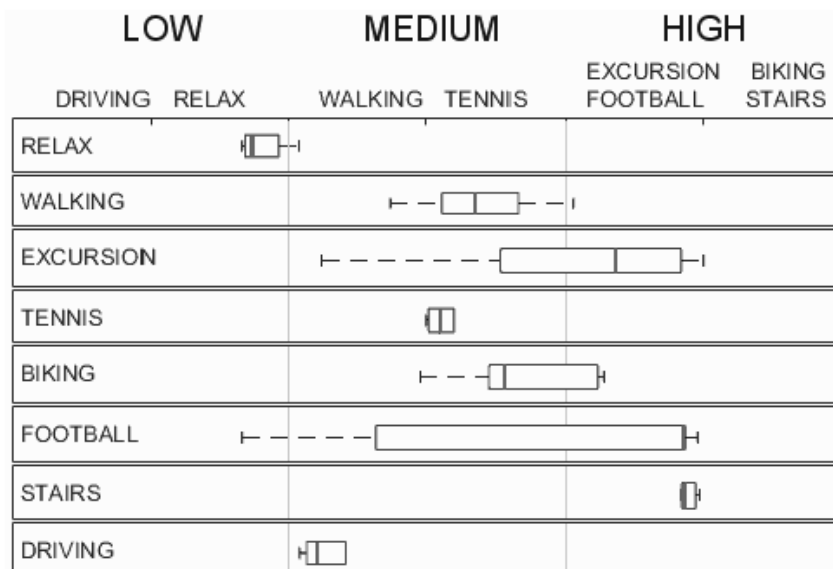 LOW MEDIUM HIGH
EXCURSION BIKING
DRIVING RELAX WALKING TENNIS FOOTBALL STAIRS
RELAX
WALKING
EXCURSION
TENNIS
BIKING
FOOTBALL
STAIRS
DRIVING